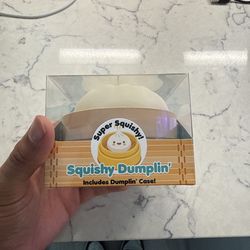 Super Squishy!
Squishy Dumplin'
Includes Dumplin' Case!